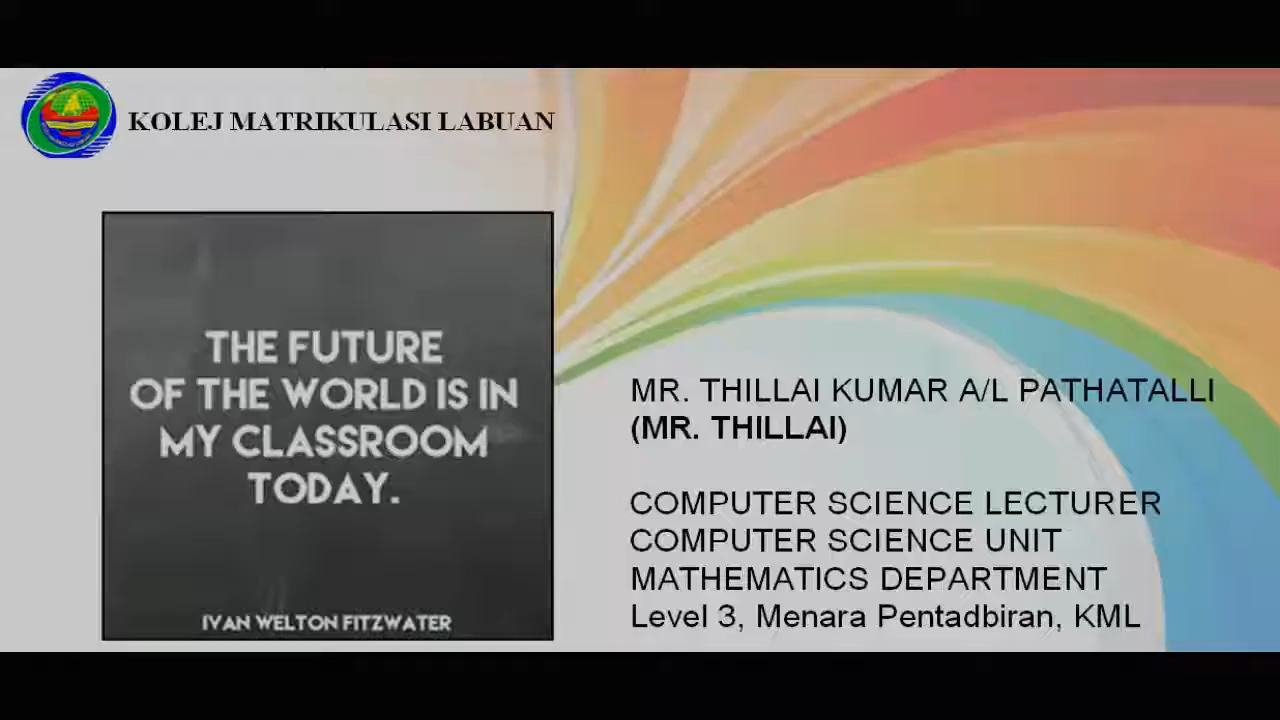 KOLEJ MATRIKULASI LABUAN
THE FUTURE
OF THE WORLD IS IN
MY CLASSROOM
TODAY.
IVAN WELTON FITZWATER
MR. THILLAI KUMAR A/L PATHATALLI
(MR. THILLAI)
COMPUTER SCIENCE LECTURER
COMPUTER SCIENCE UNIT
MATHEMATICS DEPARTMENT
Level 3, Menara Pentadbiran, KML